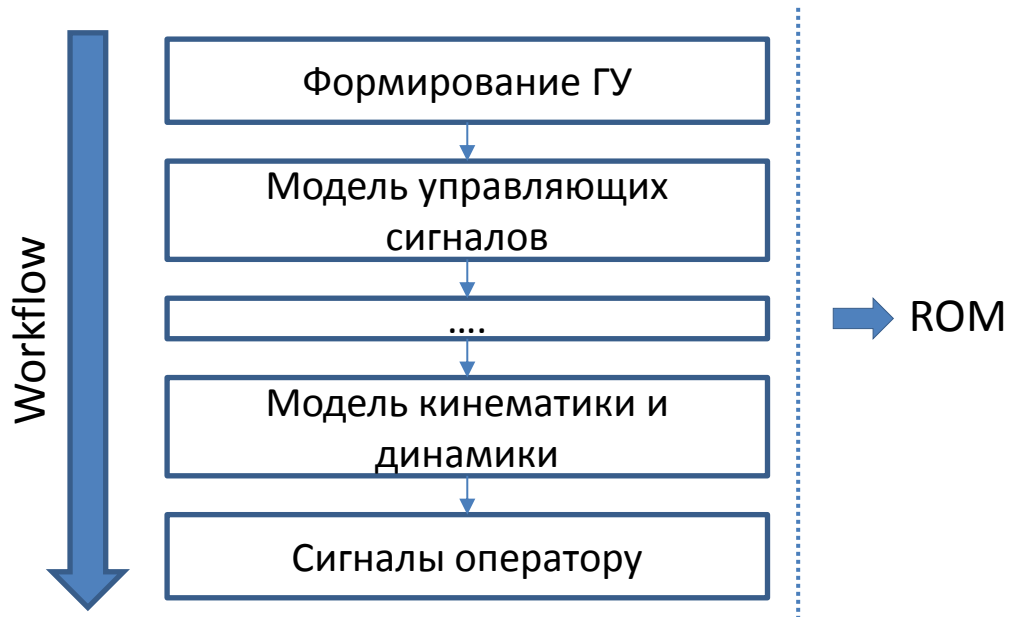 Workflow
Формирование ГУ
Модель управляющих
сигналов
....
Модель кинематики и
динамики
Сигналы оператору
ROM